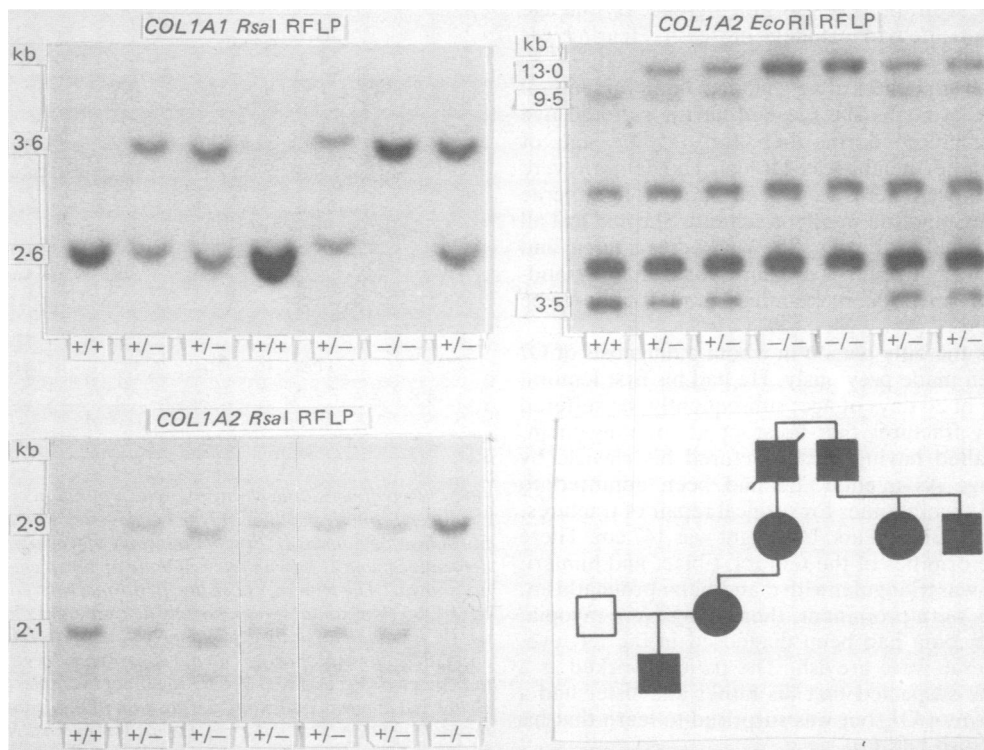 COL1A1 RsaI RFLP
kb
3·6
2·6
+/+ +/− +/− +/+ +/− −/− +/−
COL1A2 EcoRI RFLP
kb
13·0
9·5
3·5
+/+ +/− +/− −/− −/− +/− +/−
COL1A2 RsaI RFLP
kb
2·9
2·1
+/+ +/− +/− +/− +/− +/− −/−